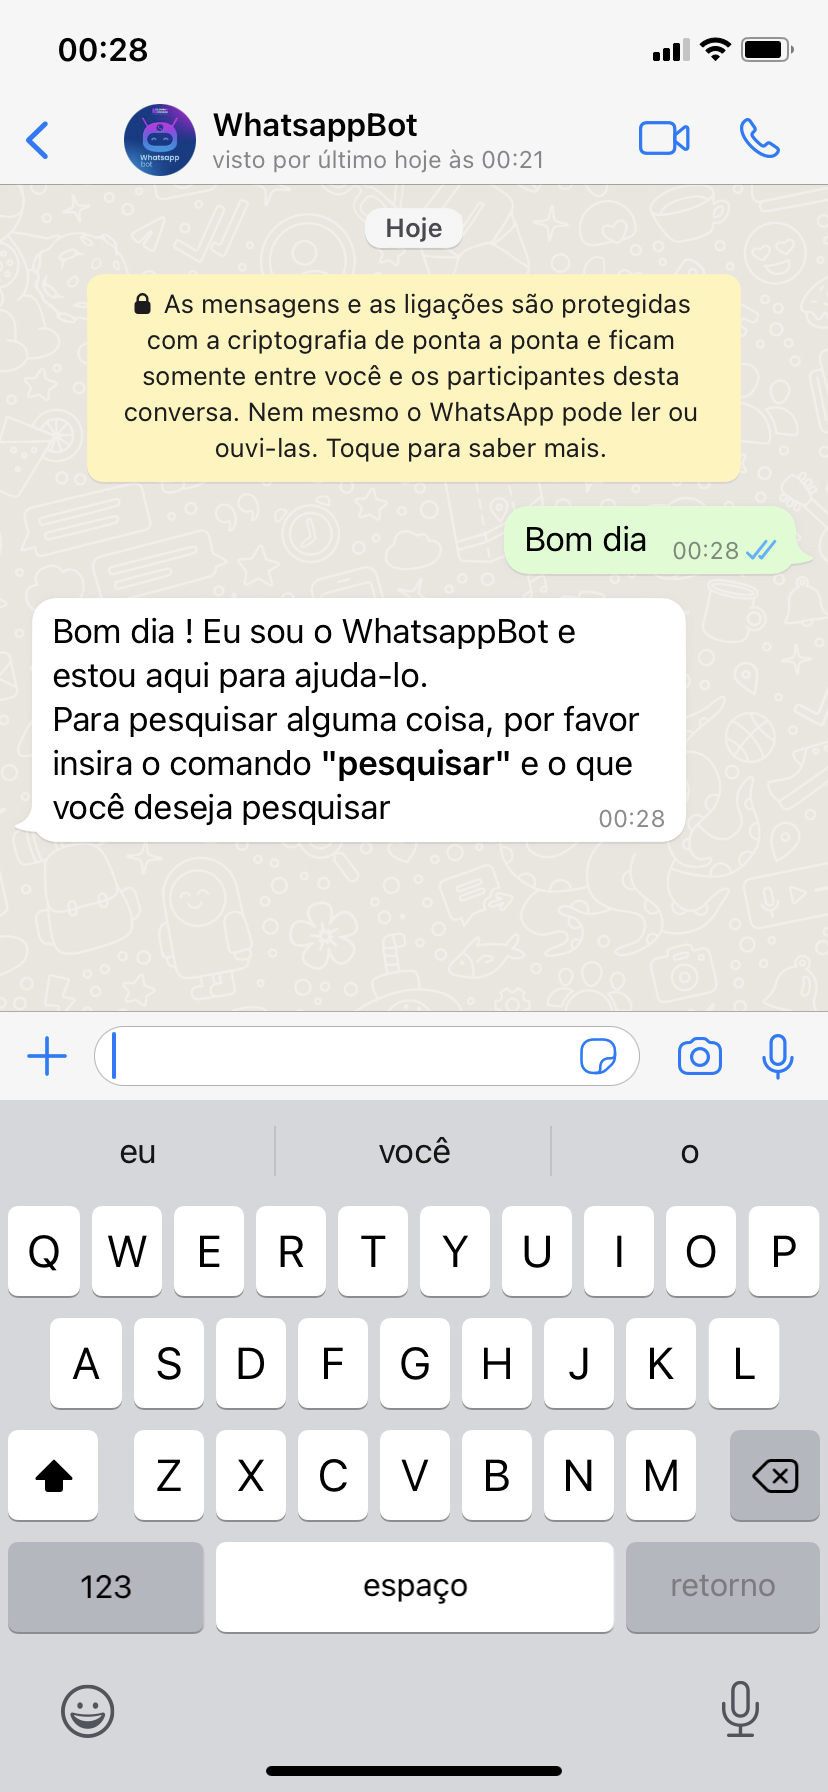 00:28
WhatsappBot
visto por último hoje às 00:21
Whatsapp
bot
Hoje
As mensagens e as ligações são protegidas
com a criptografia de ponta a ponta e ficam
somente entre você e os participantes desta
conversa. Nem mesmo o WhatsApp pode ler ou
ouvi-las. Toque para saber mais.
Bom dia 00:28
Bom dia ! Eu sou o WhatsappBot e
estou aqui para ajuda-lo.
Para pesquisar alguma coisa, por favor
insira o comando "pesquisar" e o que
você deseja pesquisar 00:28
eu você o
Q W E R T Y U I O P
A S D F G H J K L
Z X C V B N M
123 espaço retorno